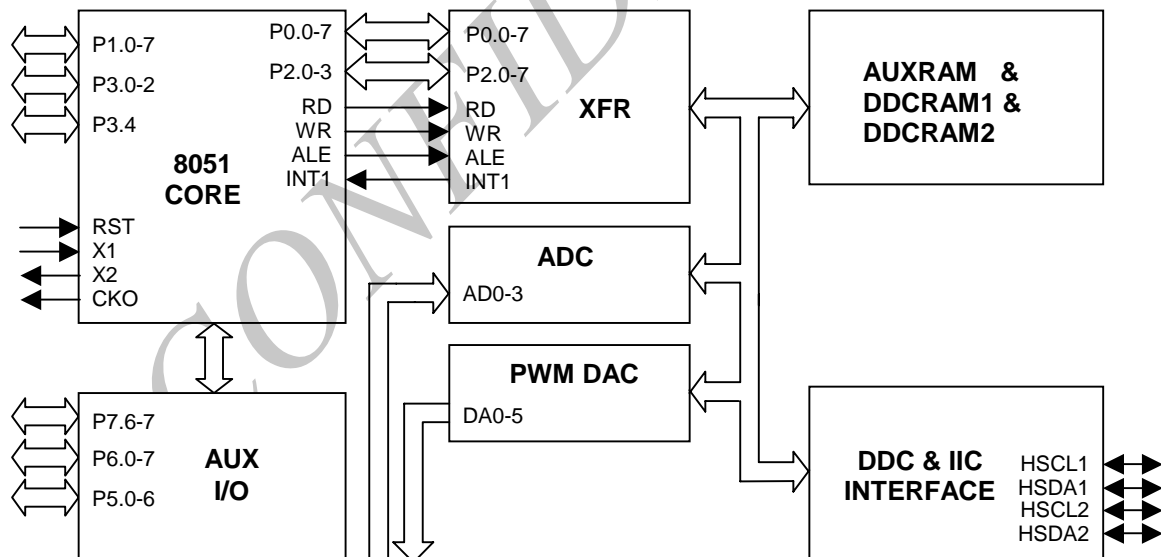 P1.0-7
P3.0-2
P3.4
8051
CORE
RST
X1
X2
CKO
P0.0-7
P2.0-3
RD
WR
ALE
INT1
P0.0-7
P2.0-7
RD
WR
ALE
INT1
XFR
AUXRAM &
DDCRAM1 &
DDCRAM2
ADC
AD0-3
PWM DAC
DA0-5
P7.6-7
P6.0-7
P5.0-6
AUX
I/O
DDC & IIC
INTERFACE
HSCL1
HSDA1
HSCL2
HSDA2
CONFID